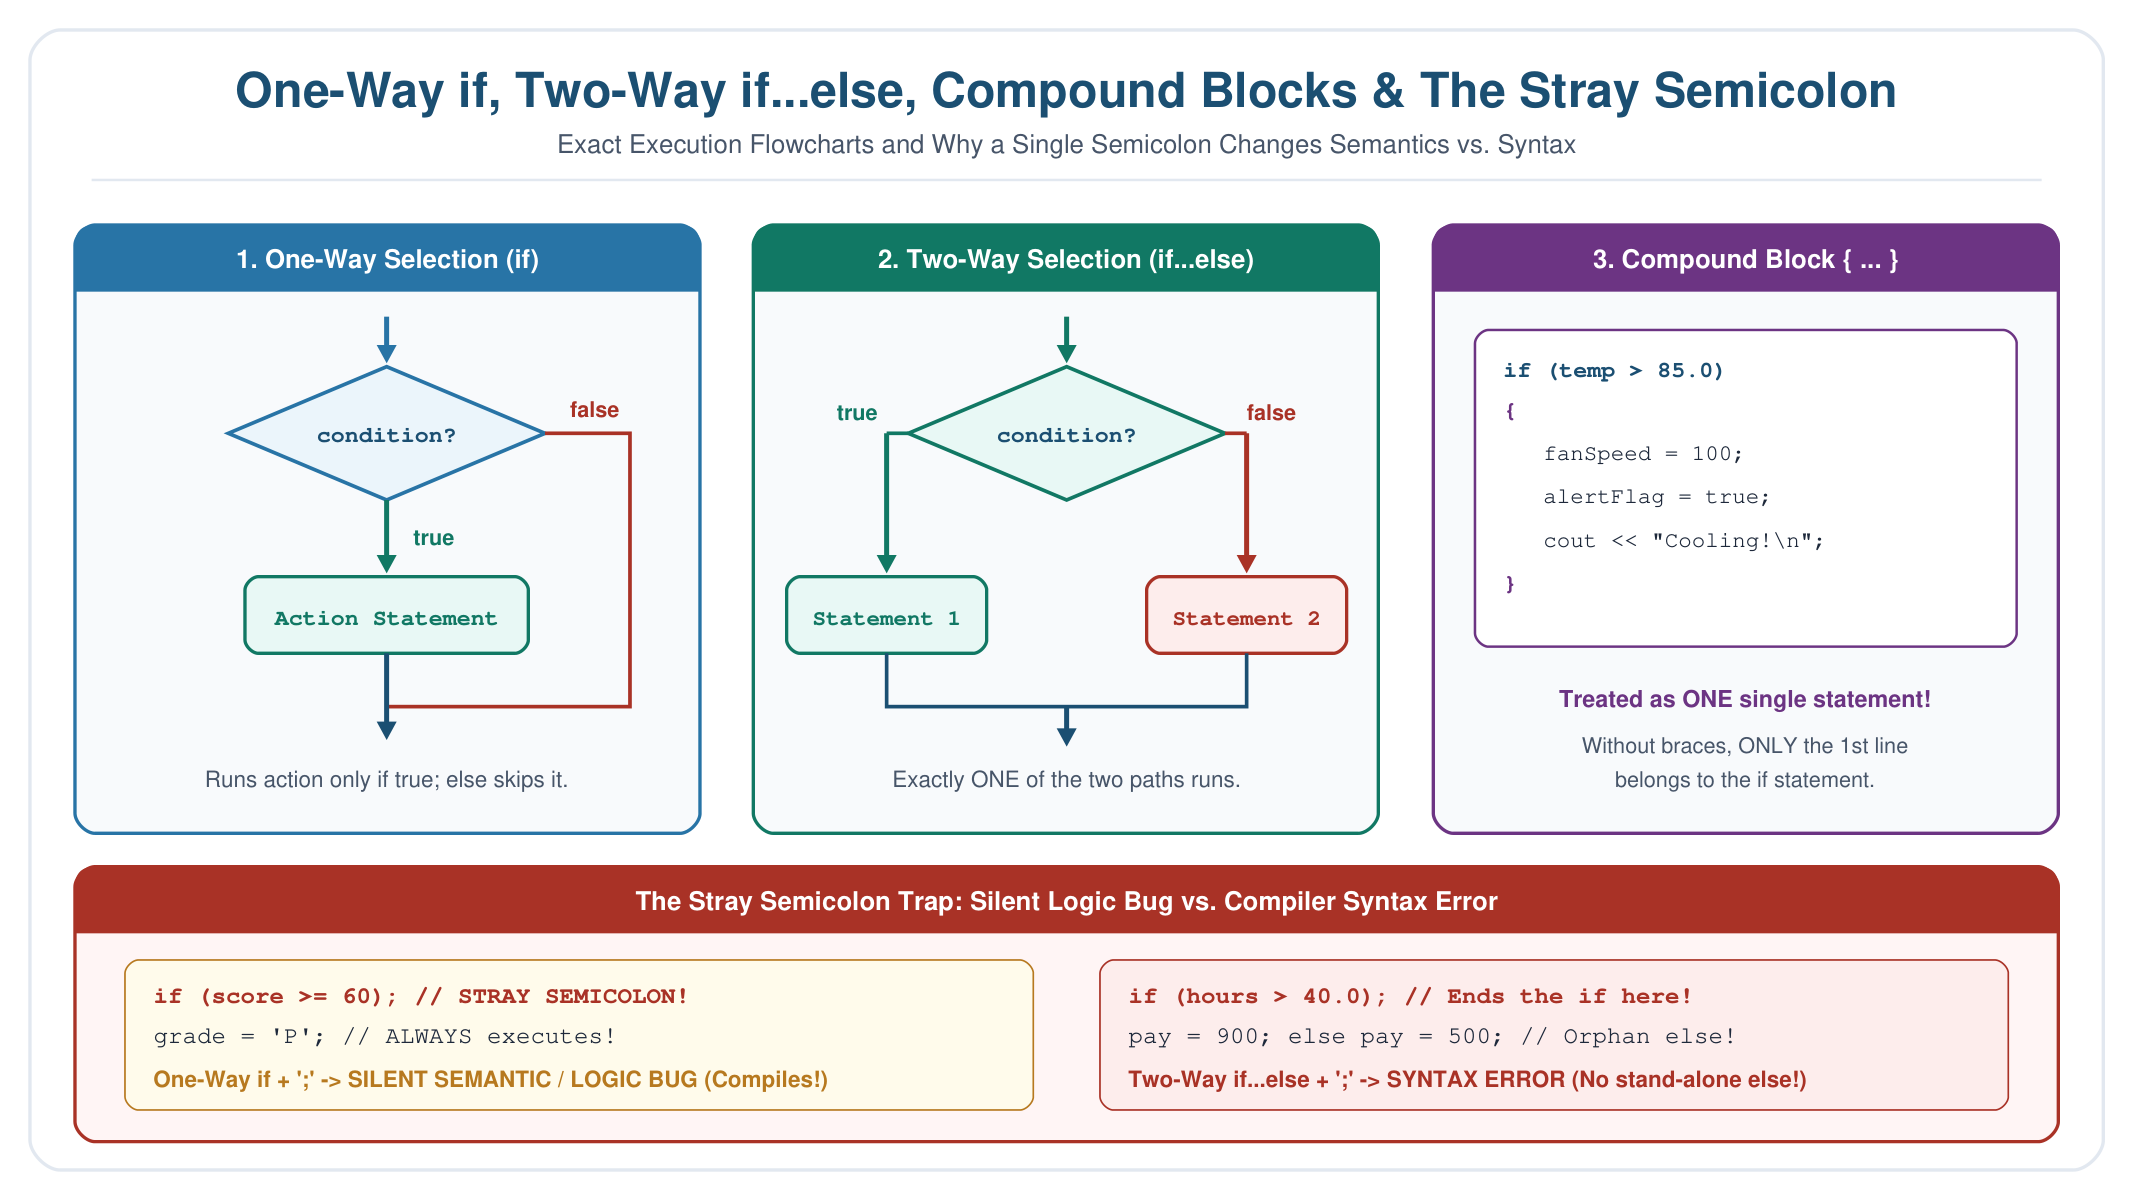 One-Way if, Two-Way if...else, Compound Blocks & The Stray Semicolon
Exact Execution Flowcharts and Why a Single Semicolon Changes Semantics vs. Syntax
1. One-Way Selection (if)
condition?
false
true
Action Statement
Runs action only if true; else skips it.
2. Two-Way Selection (if...else)
true
condition?
false
Statement 1
Statement 2
Exactly ONE of the two paths runs.
3. Compound Block { ... }
if (temp > 85.0)
{
fanSpeed = 100;
alertFlag = true;
cout << "Cooling!\n";
}
Treated as ONE single statement!
Without braces, ONLY the 1st line
belongs to the if statement.
The Stray Semicolon Trap: Silent Logic Bug vs. Compiler Syntax Error
if (score >= 60); // STRAY SEMICOLON!
grade = 'P'; // ALWAYS executes!
One-Way if + ';' -> SILENT SEMANTIC / LOGIC BUG (Compiles!)
if (hours > 40.0); // Ends the if here!
pay = 900; else pay = 500; // Orphan else!
Two-Way if...else + ';' -> SYNTAX ERROR (No stand-alone else!)